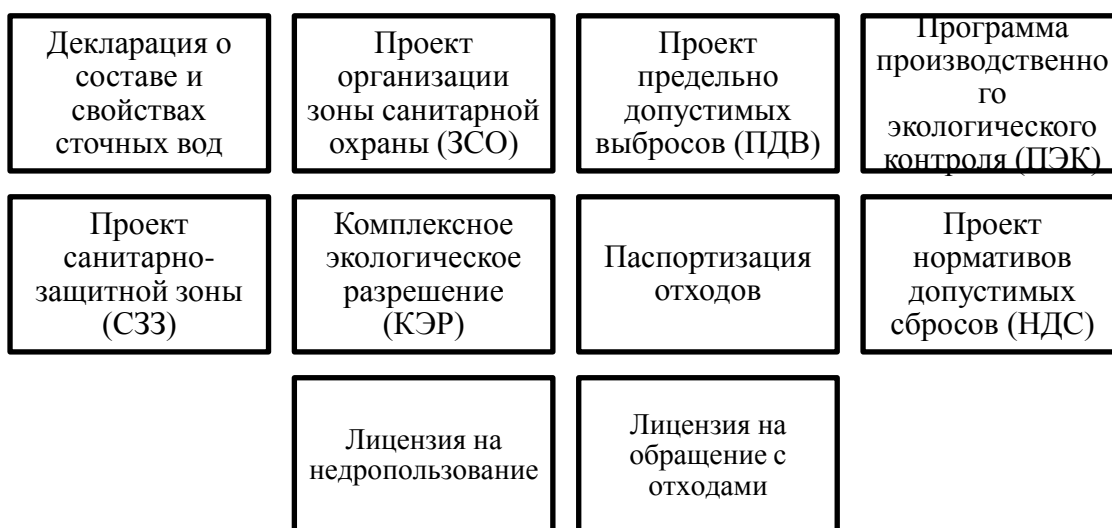 Декларация о
составе и
свойствах
сточных вод
Проект
организации
зоны санитарной
охраны (ЗСО)
Проект
предельно
допустимых
выбросов (ПДВ)
Программа
производственно
го
экологического
контроля (ПЭК)
Проект
санитарно-
защитной зоны
(СЗЗ)
Комплексное
экологическое
разрешение
(КЭР)
Паспортизация
отходов
Проект
нормативов
допустимых
сбросов (НДС)
Лицензия на
недропользование
Лицензия на
обращение с
отходами